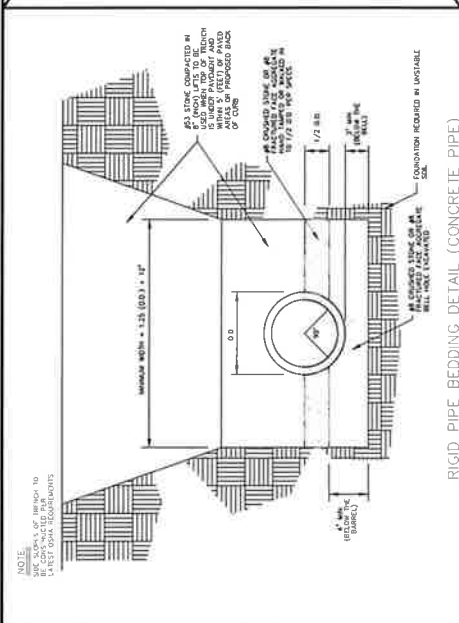 NOTE
SIDE SLOPES OF TRENCH TO
BE CONSTRUCTED PER
LATEST OSHA REQUIREMENTS
MINIMUM WIDTH = 1.25 (O.D.) + 12"
O.D.
90°
#53 STONE COMPACTED IN
6" (INCH) LIFTS TO BE
USED WHEN TOP OF TRENCH
IS UNDER PAVEMENT AND
WITHIN 5' (FEET) OF PAVED
AREAS OR PROPOSED BACK
OF CURB
#8 CRUSHED STONE OR #8
FRACTURED FACE AGGREGATE
HAND TAMPED OR WALKED IN
TO 1/2 O.D. PER SPECS
1/2 O.D.
3" MIN
(BELOW THE
BELL)
4" MIN
(BELOW THE
BARREL)
FOUNDATION REQUIRED IN UNSTABLE
SOIL
#8 CRUSHED STONE OR #8
FRACTURED FACE AGGREGATE
BELL HOLE EXCAVATED
RIGID PIPE BEDDING DETAIL (CONCRETE PIPE)